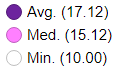 Avg. (17.12)
Med. (15.12)
Min. (10.00)